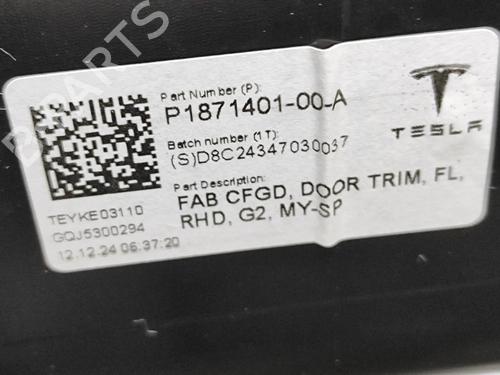 B-PARTS
Part Number (P):
P1871401-00-A
Batch number (1T):
(S)D8C24347030037
Part Description:
FAB CFGD, DOOR TRIM, FL,
RHD, G2, MY-SP
TESLA
TEYKE03110
GQJ5300294
12.12.24 06.37:20